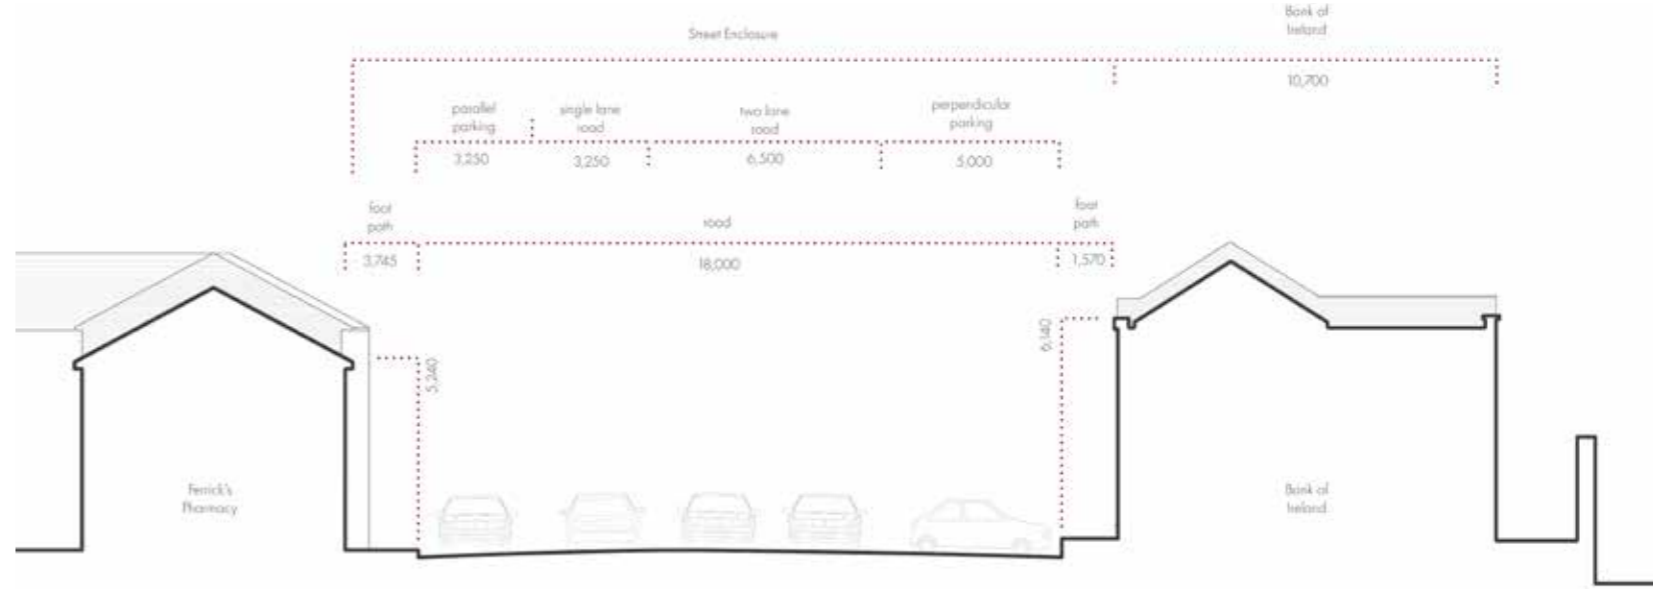 Bank of
Ireland
Street Enclosure
10,700
parallel
parking
single lane
road
two lane
road
perpendicular
parking
3,250
3,250
6,500
5,000
foot
path
road
foot
path
3,745
18,000
1,570
6,140
5,240
Ferrick's
Pharmacy
Bank of
Ireland